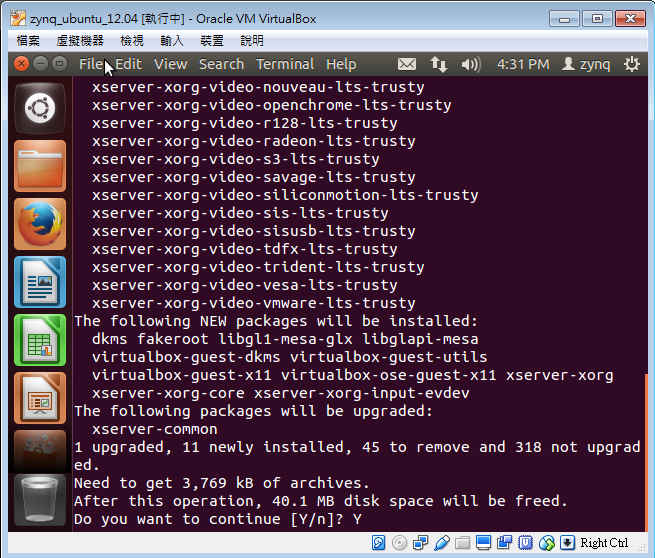 zynq_ubuntu_12.04 [執行中] - Oracle VM VirtualBox
檔案 虛擬機器 檢視 輸入 裝置 說明
File Edit View Search Terminal Help 4:31 PM zynq
xserver-xorg-video-nouveau-lts-trusty
xserver-xorg-video-openchrome-lts-trusty
xserver-xorg-video-r128-lts-trusty
xserver-xorg-video-radeon-lts-trusty
xserver-xorg-video-s3-lts-trusty
xserver-xorg-video-savage-lts-trusty
xserver-xorg-video-siliconmotion-lts-trusty
xserver-xorg-video-sis-lts-trusty
xserver-xorg-video-sisusb-lts-trusty
xserver-xorg-video-tdfx-lts-trusty
xserver-xorg-video-trident-lts-trusty
xserver-xorg-video-vesa-lts-trusty
xserver-xorg-video-vmware-lts-trusty
The following NEW packages will be installed:
dkms fakeroot libgl1-mesa-glx libglapi-mesa
virtualbox-guest-dkms virtualbox-guest-utils
virtualbox-guest-x11 virtualbox-ose-guest-x11 xserver-xorg
xserver-xorg-core xserver-xorg-input-evdev
The following packages will be upgraded:
xserver-common
1 upgraded, 11 newly installed, 45 to remove and 318 not upgrad
ed.
Need to get 3,769 kB of archives.
After this operation, 40.1 MB disk space will be freed.
Do you want to continue [Y/n]? Y
Right Ctrl